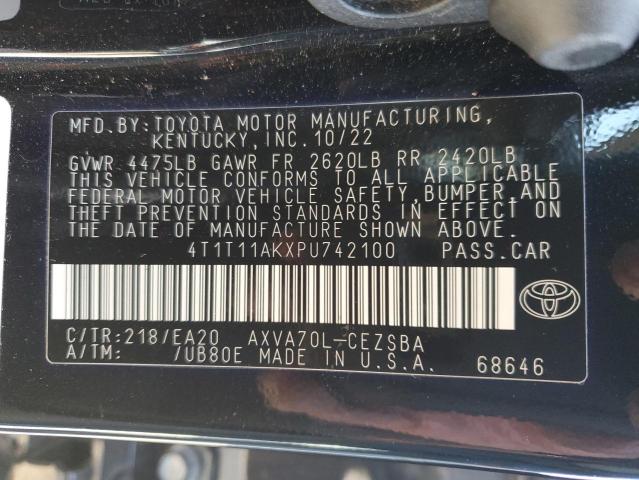 MFD.BY:TOYOTA MOTOR MANUFACTURING,
KENTUCKY,INC.10/22
GVWR 4475LB GAWR FR 2620LB RR 2420LB
THIS VEHICLE CONFORMS TO ALL APPLICABLE
FEDERAL MOTOR VEHICLE SAFETY,BUMPER,AND
THEFT PREVENTION STANDARDS IN EFFECT ON
THE DATE OF MANUFACTURE SHOWN ABOVE.
4T1T11AKXPU742100 PASS.CAR
C/TR:218/EA20 AXVA70L-CEZSBA
A/TM: /UB80E MADE IN U.S.A. 68646